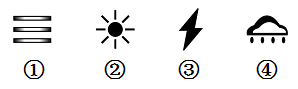 ① ② ③ ④